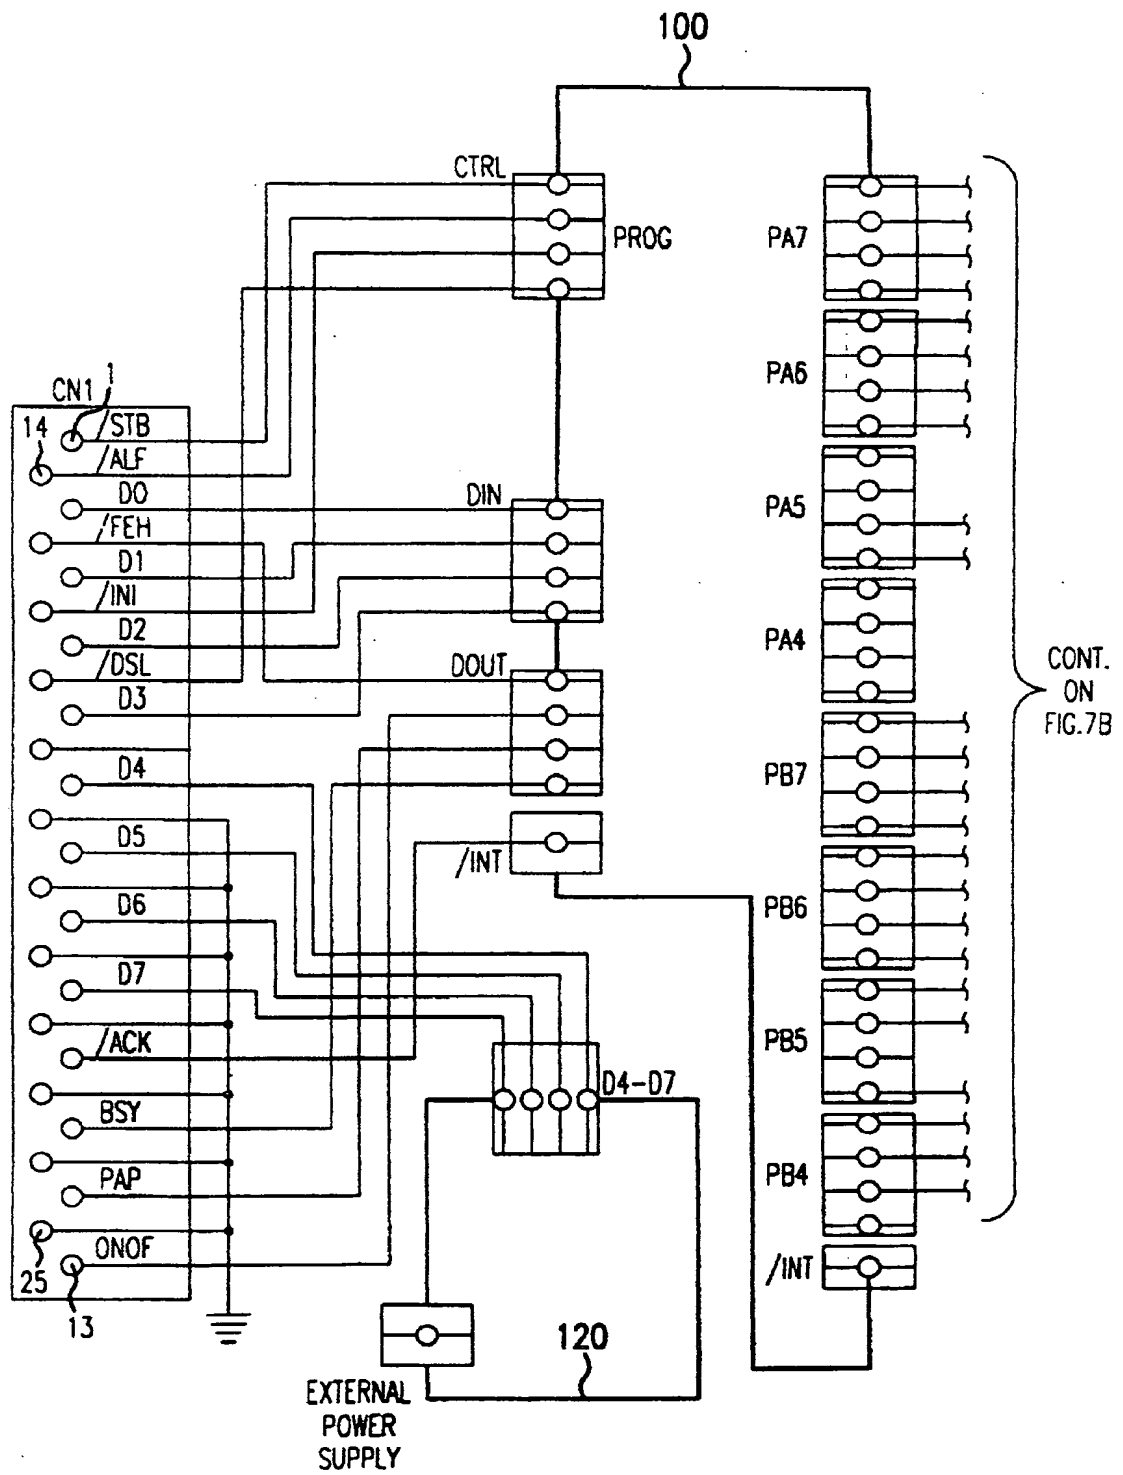 100
CTRL
PROG
PA7
PA6
CN1
1
14
/STB
/ALF
D0
/FEH
D1
/INI
D2
/DSL
D3
D4
D5
D6
D7
/ACK
BSY
PAP
ONOF
25
13
DIN
DOUT
/INT
D4-D7
EXTERNAL
POWER
SUPPLY
120
PA5
PA4
PB7
PB6
PB5
PB4
/INT
CONT.
ON
FIG.7B